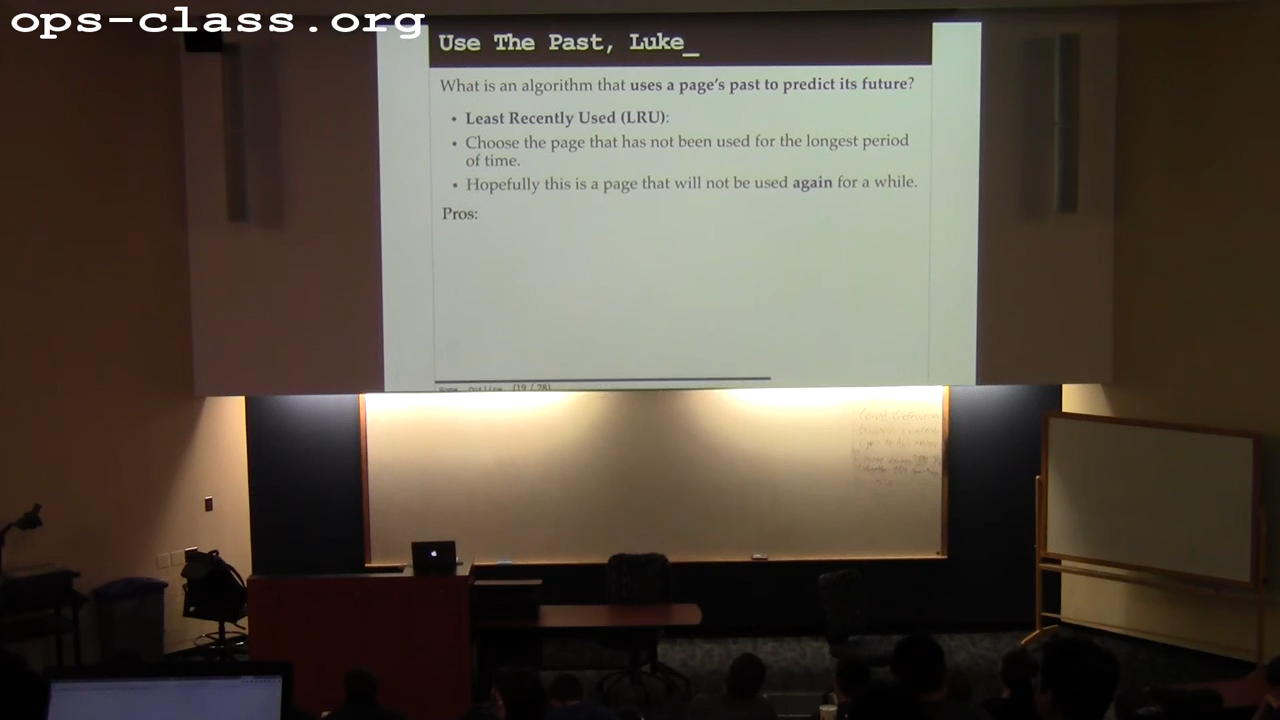 ops-class.org
Use The Past, Luke_
What is an algorithm that uses a page's past to predict its future?
• Least Recently Used (LRU):
• Choose the page that has not been used for the longest period
of time.
• Hopefully this is a page that will not be used again for a while.
Pros:
(19 / 28)